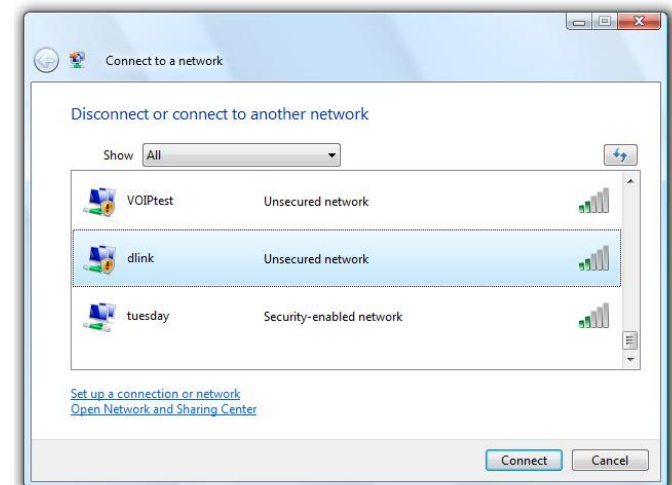 Connect to a network
Disconnect or connect to another network
Show All
VOIPtest Unsecured network
dlink Unsecured network
tuesday Security-enabled network
Set up a connection or network
Open Network and Sharing Center
Connect Cancel